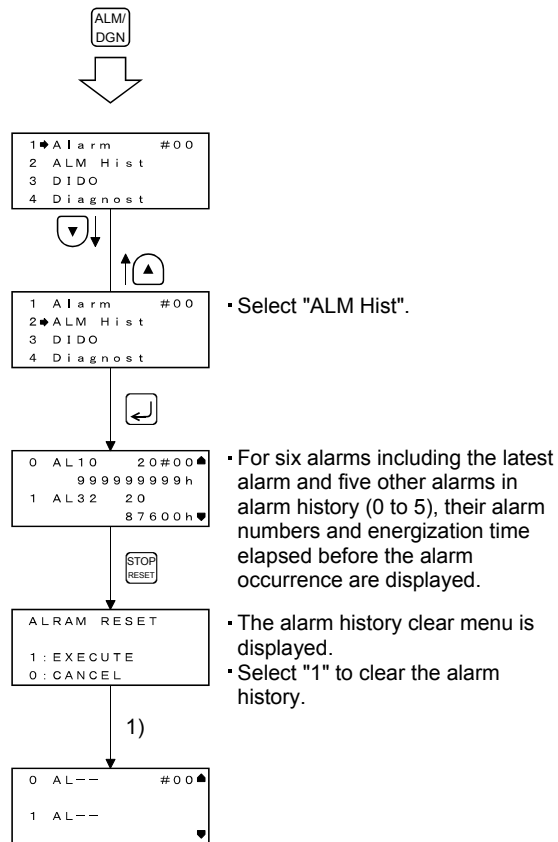 ALM/
DGN
1 Alarm #00
2 ALM Hist
3 DIDO
4 Diagnost
1 Alarm #00
2 ALM Hist
3 DIDO
4 Diagnost
Select "ALM Hist".
0 AL10 20#00
999999999h
1 AL32 20
87600h
For six alarms including the latest
alarm and five other alarms in
alarm history (0 to 5), their alarm
numbers and energization time
elapsed before the alarm
occurrence are displayed.
STOP
RESET
ALRAM RESET
1:EXECUTE
0:CANCEL
The alarm history clear menu is
displayed.
Select "1" to clear the alarm
history.
1)
0 AL−− #00
1 AL−−